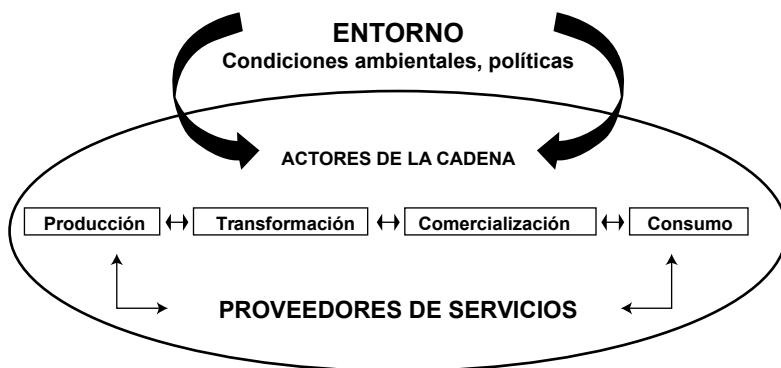 ENTORNO
Condiciones ambientales, políticas
ACTORES DE LA CADENA
Producción
Transformación
Comercialización
Consumo
PROVEEDORES DE SERVICIOS